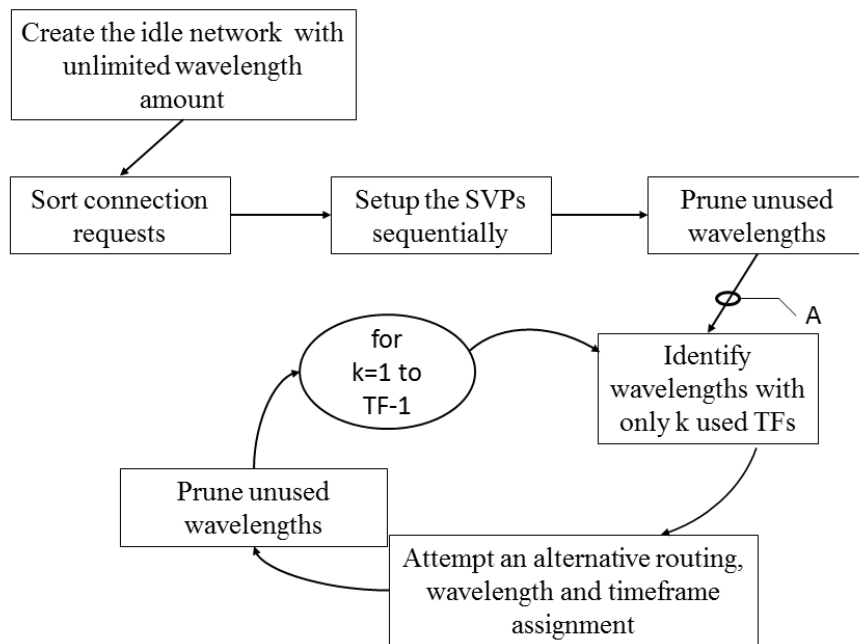 Create the idle network with
unlimited wavelength
amount
Sort connection
requests
Setup the SVPs
sequentially
Prune unused
wavelengths
A
for
k=1 to
TF-1
Identify
wavelengths with
only k used TFs
Prune unused
wavelengths
Attempt an alternative routing,
wavelength and timeframe
assignment